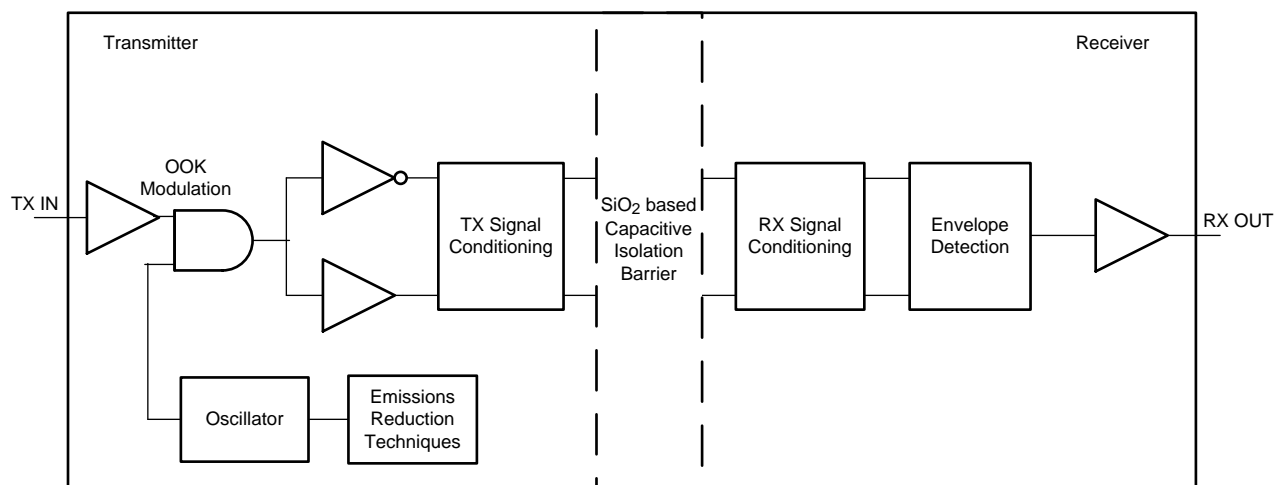 Transmitter
Receiver
OOK
Modulation
TX IN
TX Signal
Conditioning
SiO2 based
Capacitive
Isolation
Barrier
RX Signal
Conditioning
Envelope
Detection
RX OUT
Oscillator
Emissions
Reduction
Techniques